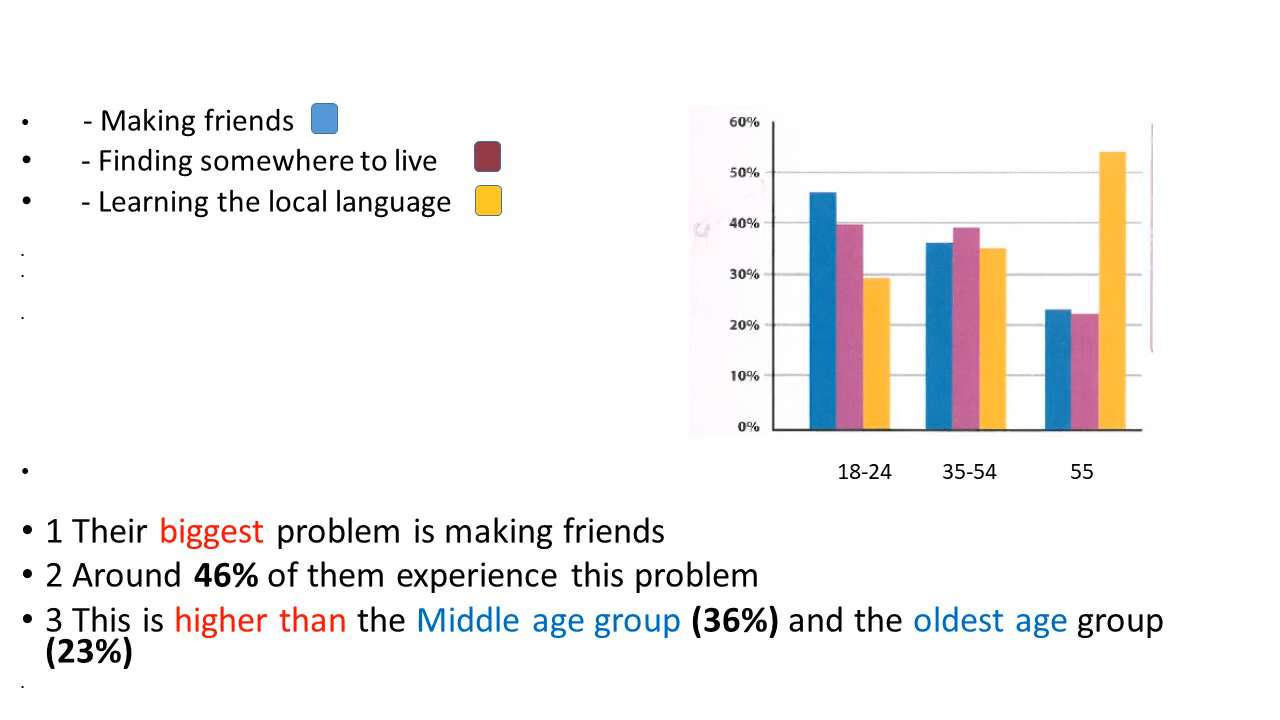 • - Making friends
• - Finding somewhere to live
• - Learning the local language
60%
50%
40%
30%
20%
10%
0%
18-24 35-54 55
• 1 Their biggest problem is making friends
• 2 Around 46% of them experience this problem
• 3 This is higher than the Middle age group (36%) and the oldest age group
(23%)